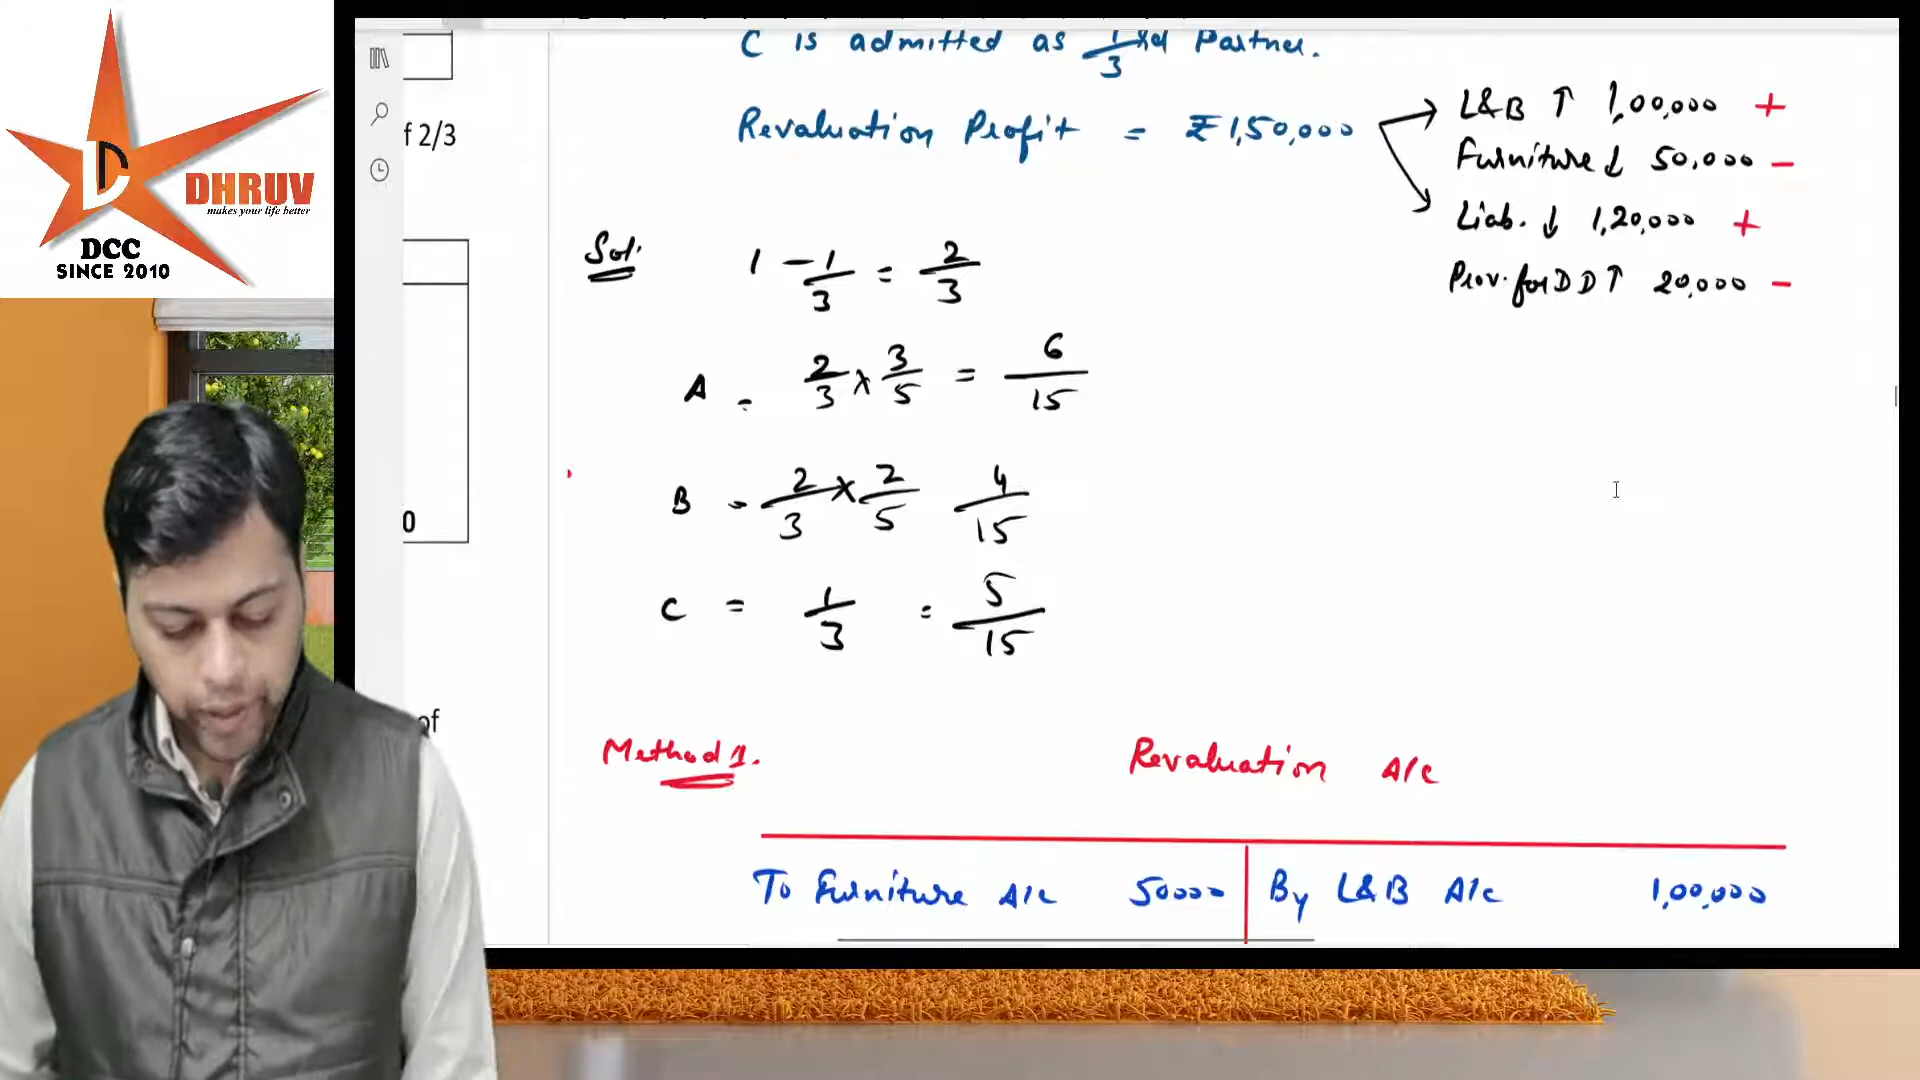 DC
DHRUV
makes your life better
DCC
SINCE 2010
f 2/3
0
of
C is admitted as 1/3rd Partner.
Revaluation Profit = ₹1,50,000
L&B ↑ 1,00,000 +
Furniture ↓ 50,000 -
Liab. ↓ 1,20,000 +
Prov. for DD ↑ 20,000 -
Sol.
1 - 1/3 = 2/3
A = 2/3 x 3/5 = 6/15
B = 2/3 x 2/5 4/15
C = 1/3 = 5/15
Method 1.
Revaluation A/c
To Furniture A/c 50000
By L&B A/c 1,00,000